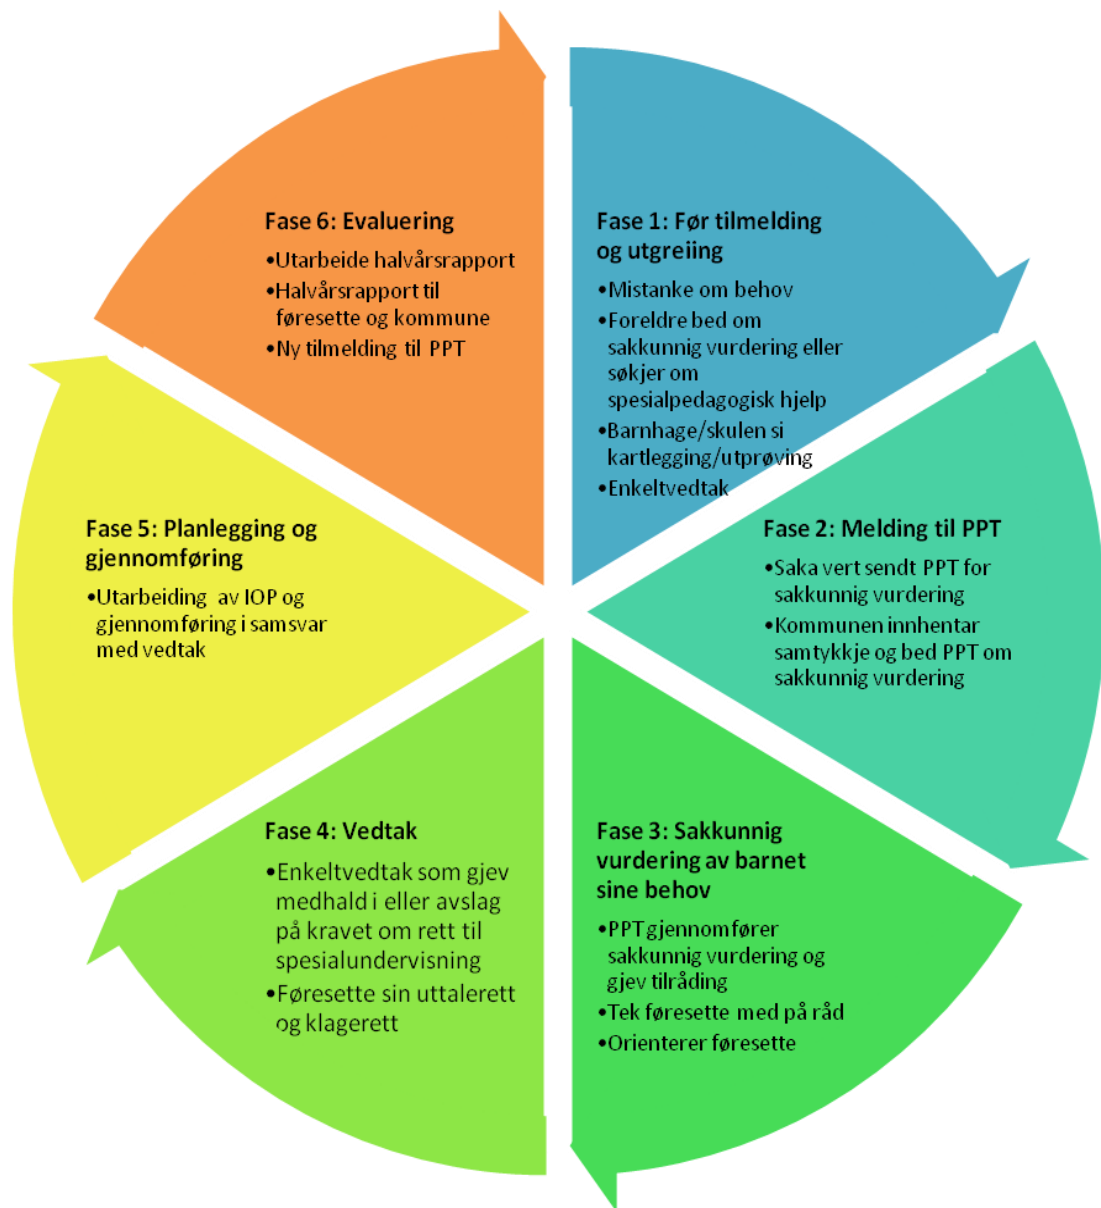 Fase 1: Før tilmelding
og utgreiing
•Mistanke om behov
•Foreldre bed om
sakkunnig vurdering eller
søkjer om
spesialpedagogisk hjelp
•Barnhage/skulen si
kartlegging/utprøving
•Enkeltvedtak
Fase 2: Melding til PPT
•Saka vert sendt PPT for
sakkunnig vurdering
•Kommunen innhentar
samtykkje og bed PPT om
sakkunnig vurdering
Fase 3: Sakkunnig
vurdering av barnet
sine behov
•PPT gjennomfører
sakkunnig vurdering og
gjev tilråding
•Tek føresette med på råd
•Orienterer føresette
Fase 4: Vedtak
•Enkeltvedtak som gjev
medhald i eller avslag
på kravet om rett til
spesialundervisning
•Føresette sin uttalerett
og klagerett
Fase 5: Planlegging og
gjennomføring
•Utarbeiding av IOP og
gjennomføring i samsvar
med vedtak
Fase 6: Evaluering
•Utarbeide halvårsrapport
•Halvårsrapport til
føresette og kommune
•Ny tilmelding til PPT